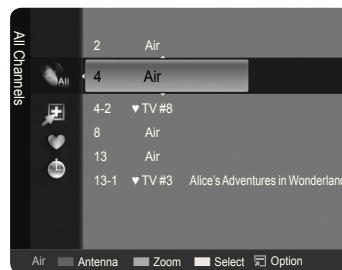 All Channels
2 Air
All 4 Air
4-2 ♥ TV #8
8 Air
13 Air
13-1 ♥ TV #3 Alice's Adventures in Wonderland
Air Antenna Zoom Select Option